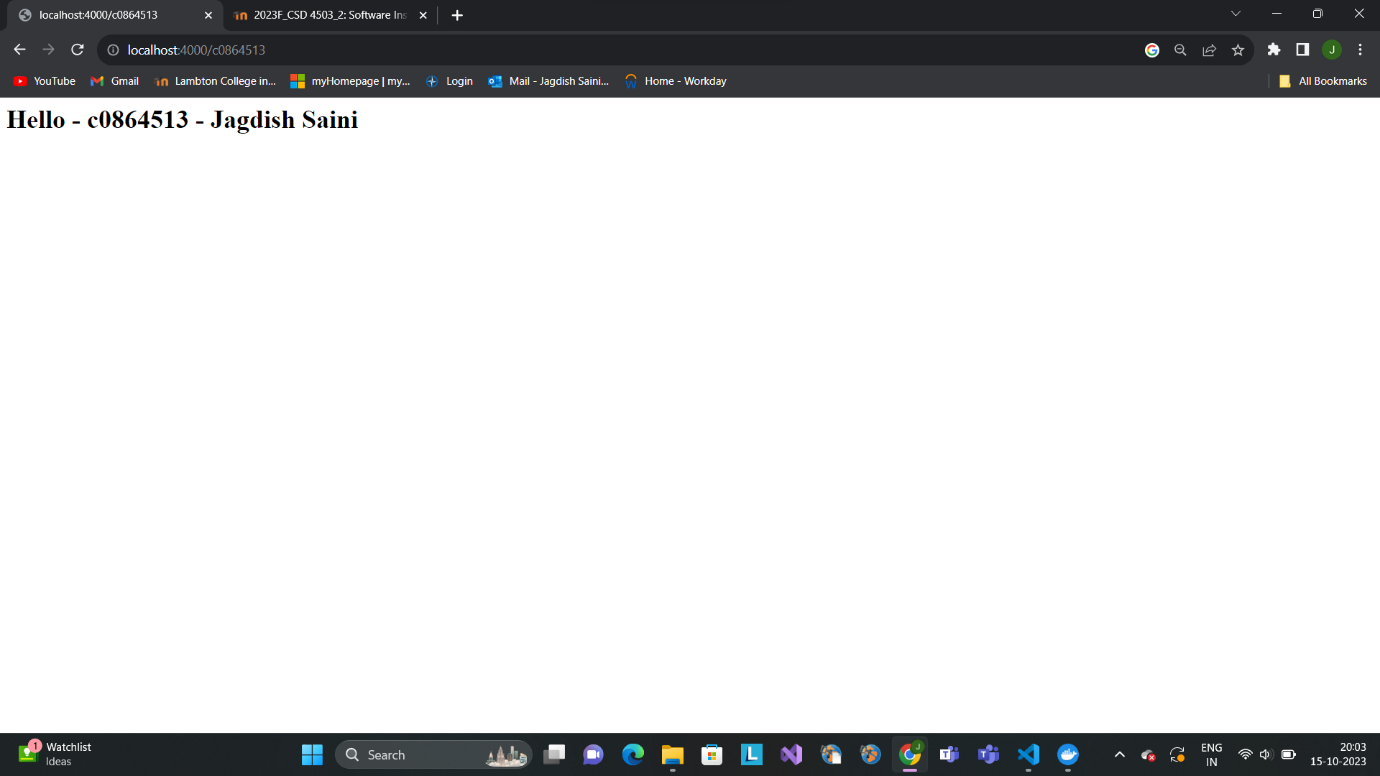 localhost:4000/c0864513
2023F_CSD 4503_2: Software Ins
localhost:4000/c0864513
J
YouTube
Gmail
Lambton College in...
myHomepage | my...
Login
Mail - Jagdish Saini...
Home - Workday
All Bookmarks
Hello - c0864513 - Jagdish Saini
1
Watchlist
Ideas
Search
L
J
ENG
IN
20:03
15-10-2023